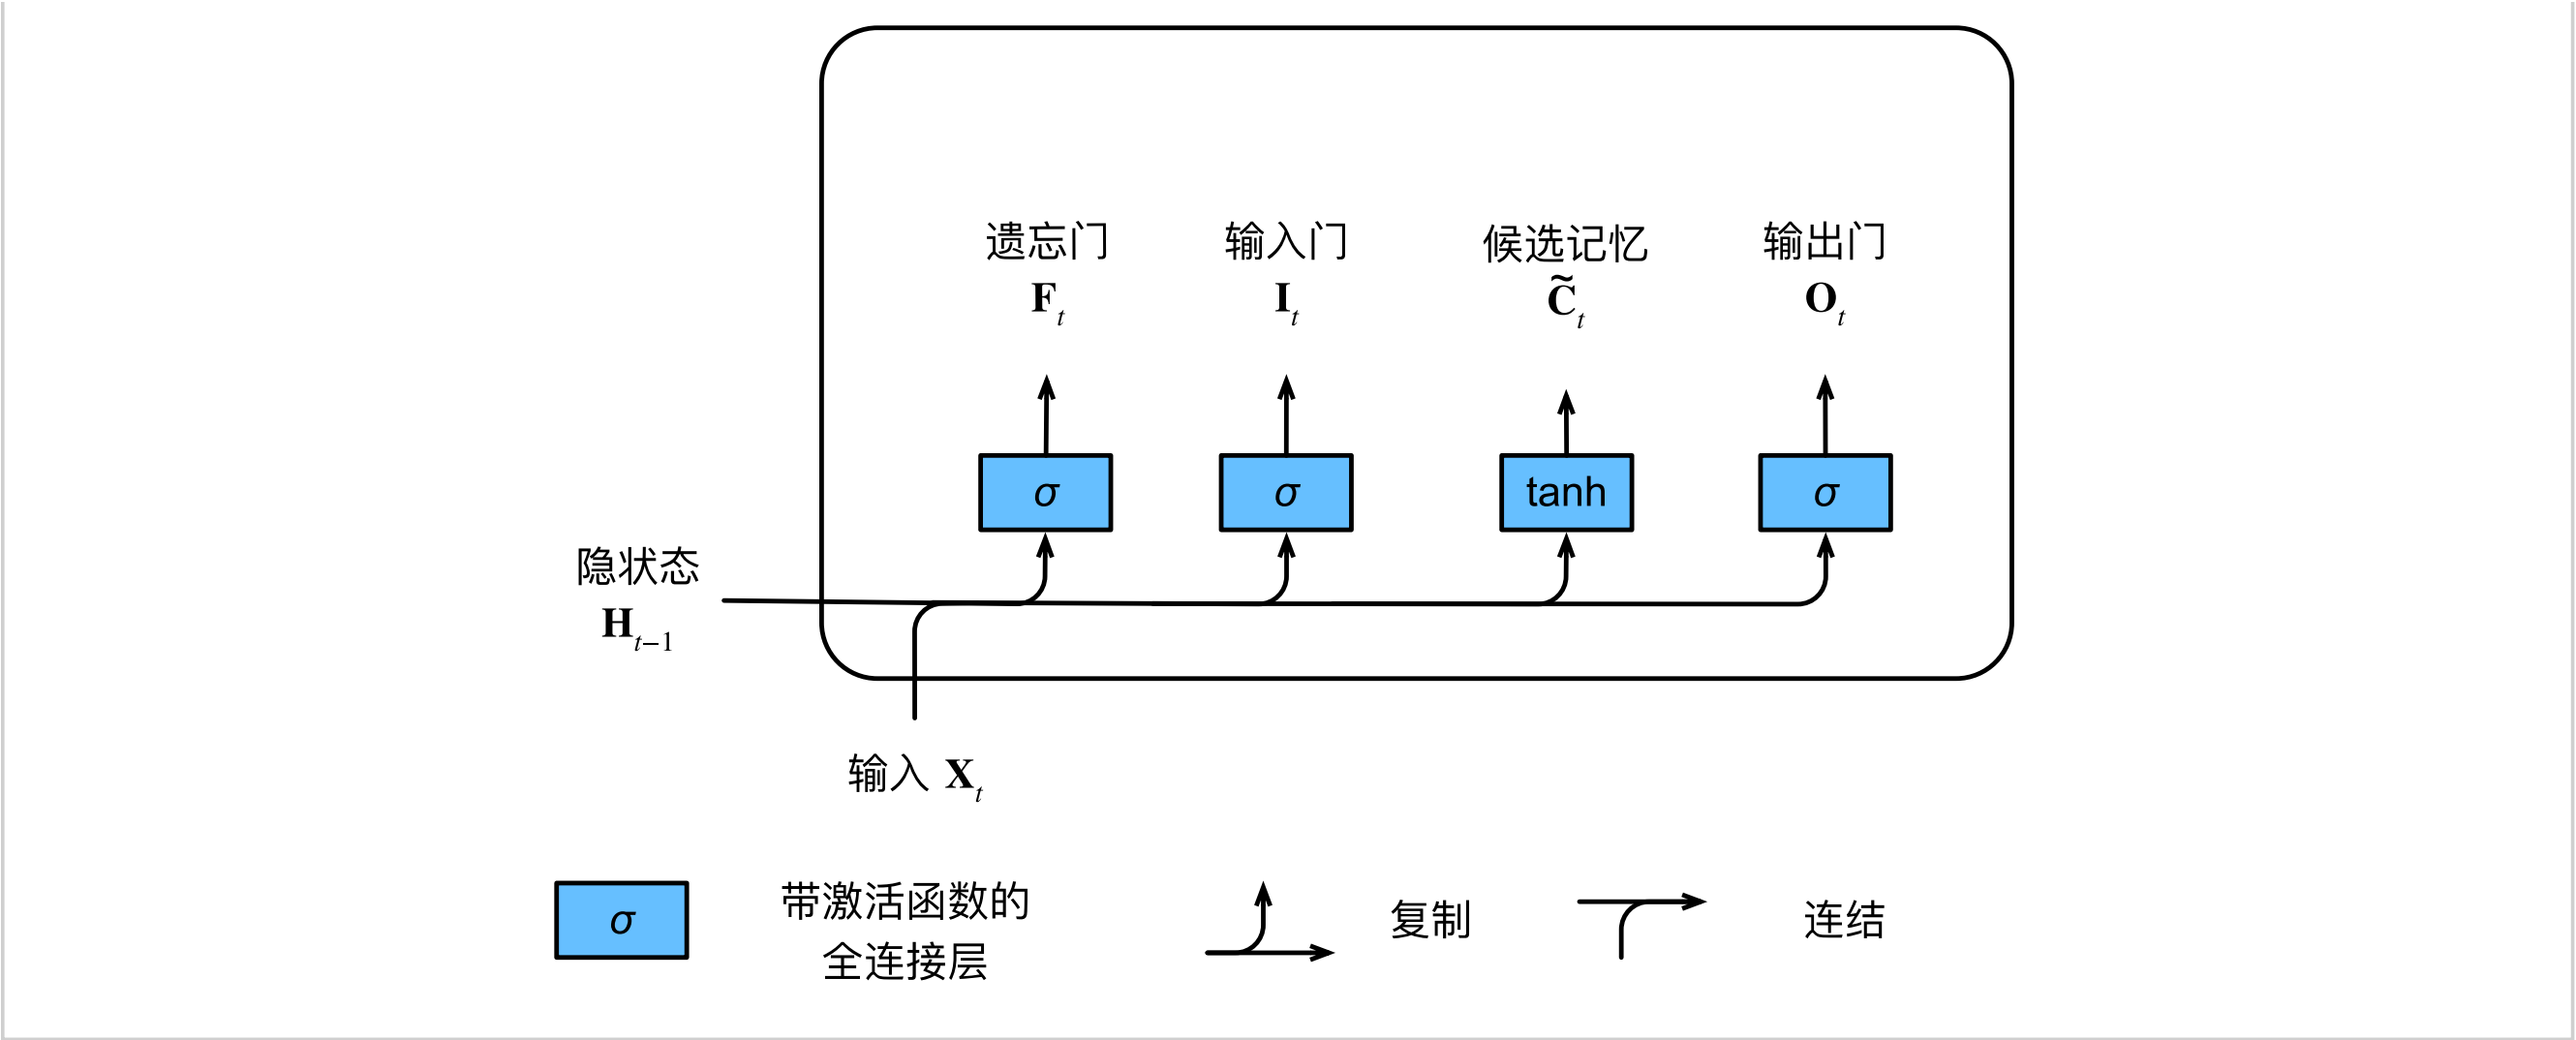 遗忘门 输入门 候选记忆 输出门
F_t I_t C̃_t O_t
σ σ tanh σ
隐状态
H_{t−1}
输入 X_t
σ 带激活函数的 复制 连结
全连接层